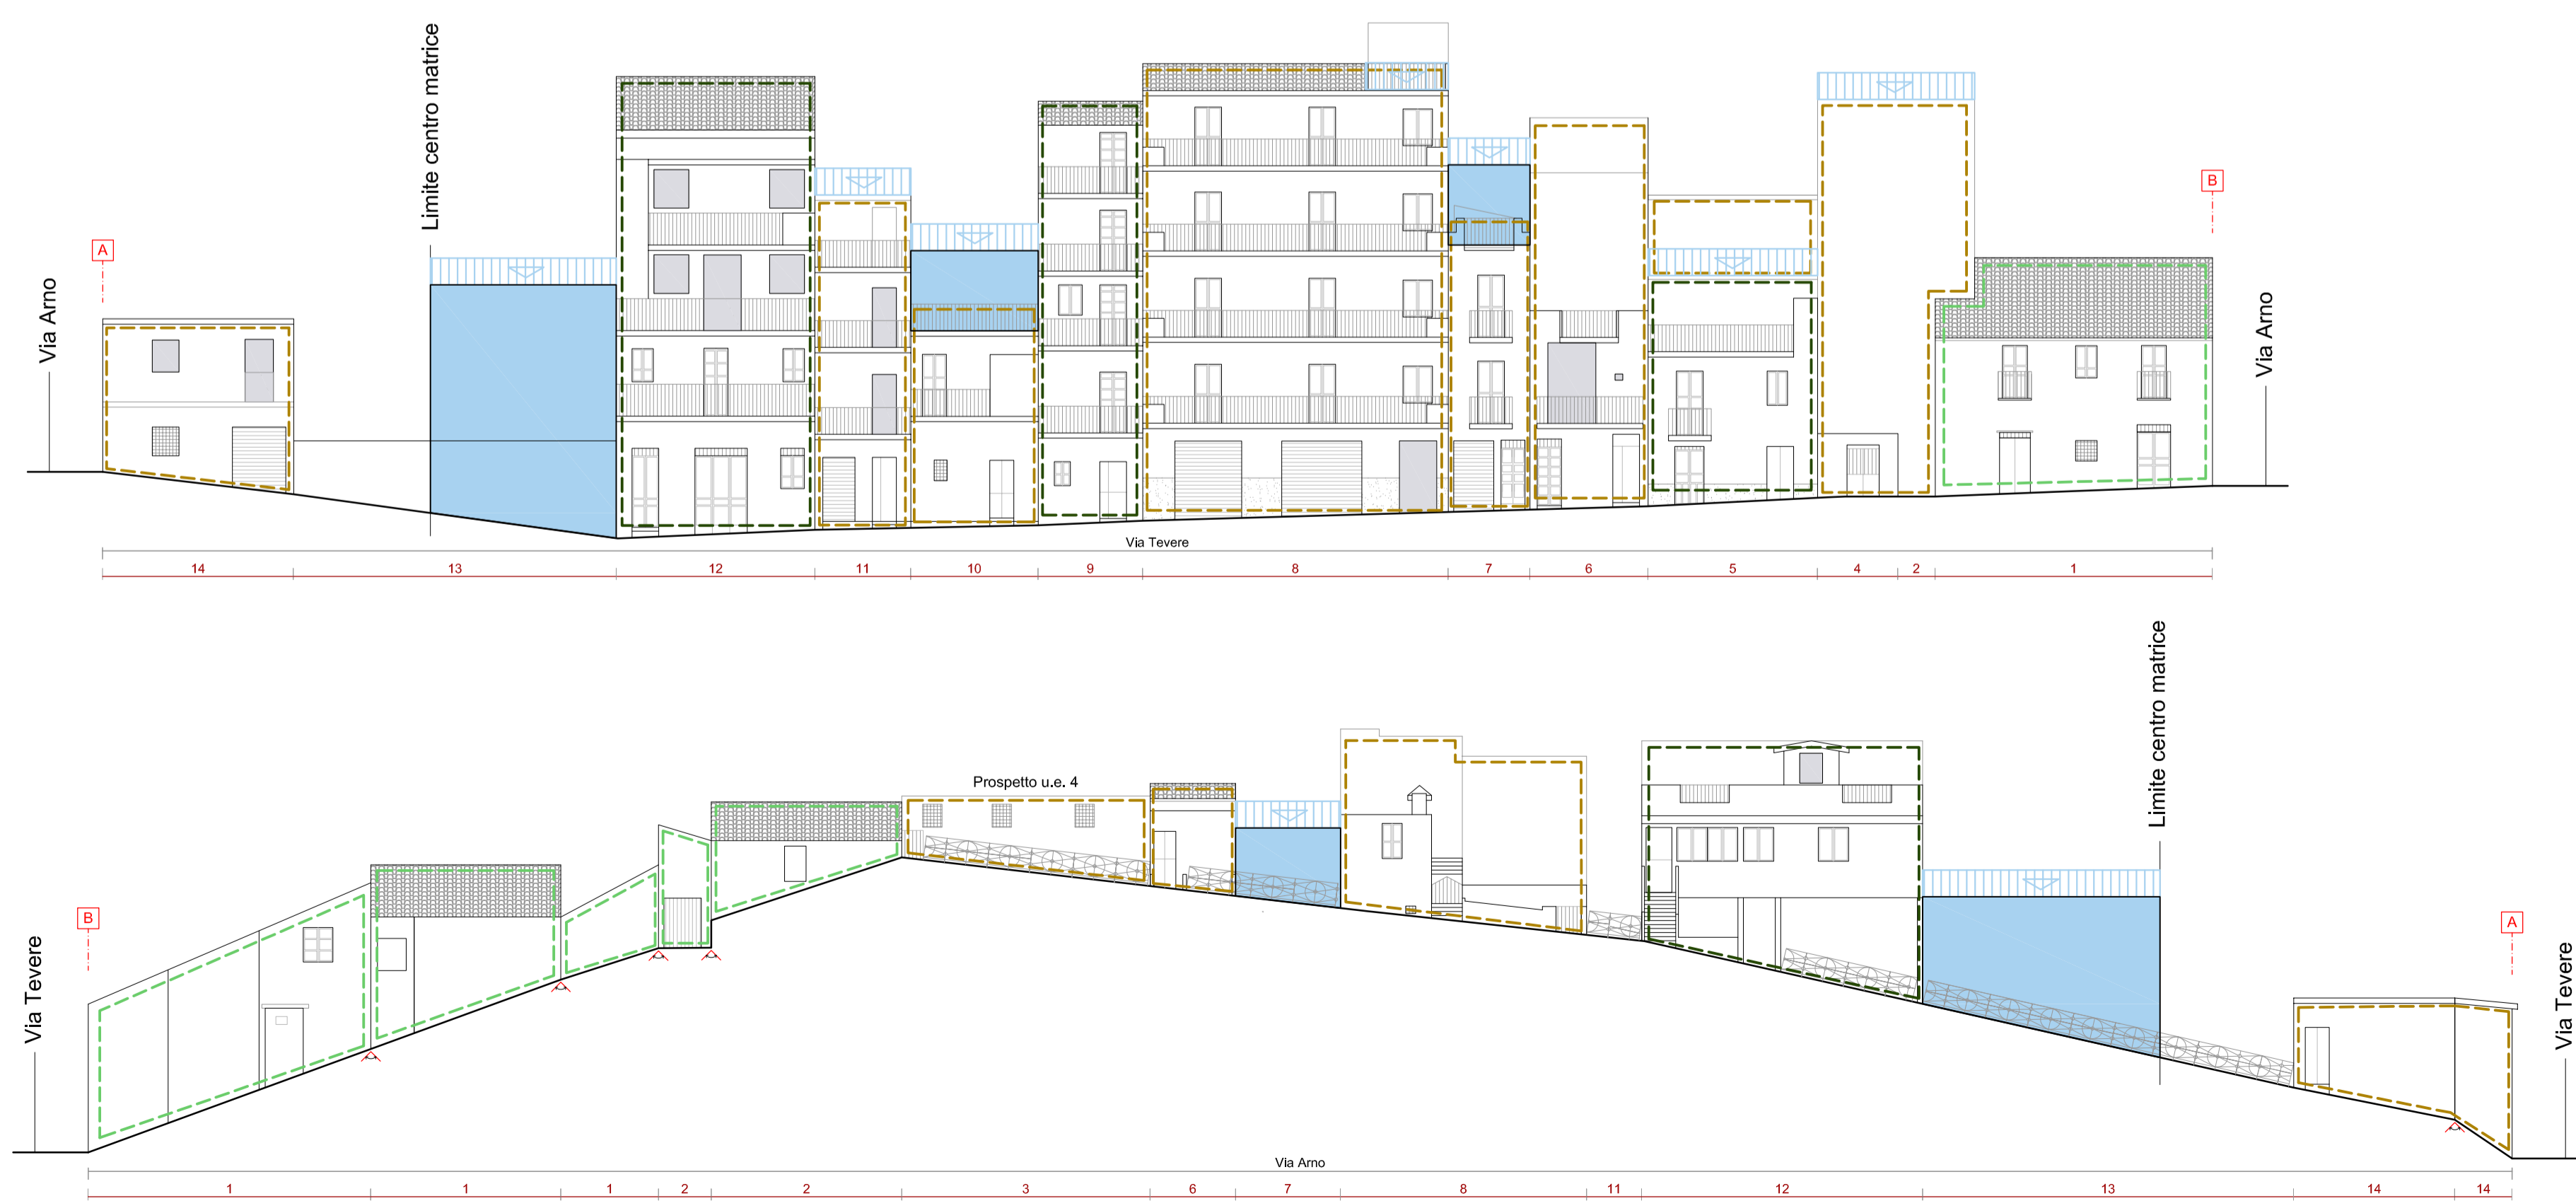 Limite centro matrice
A
B
Via Arno
Via Arno
Via Tevere
14 13 12 11 10 9 8 7 6 5 4 2 1
Limite centro matrice
Prospetto u.e. 4
B
A
Via Tevere
Via Tevere
Via Arno
1 1 1 2 2 3 6 7 8 11 12 13 14 14